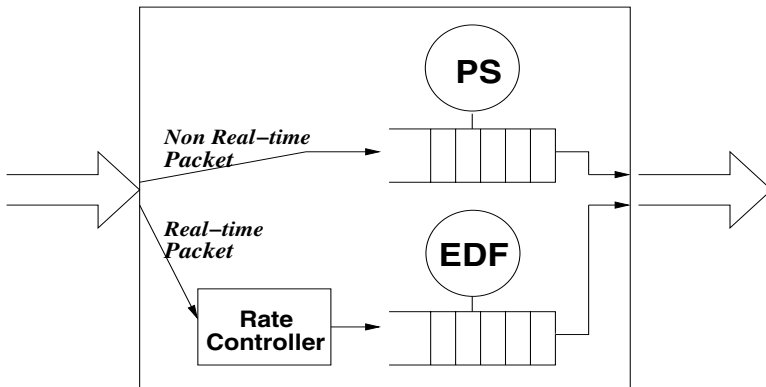 PS
Non Real-time
Packet
Real-time
Packet
EDF
Rate
Controller